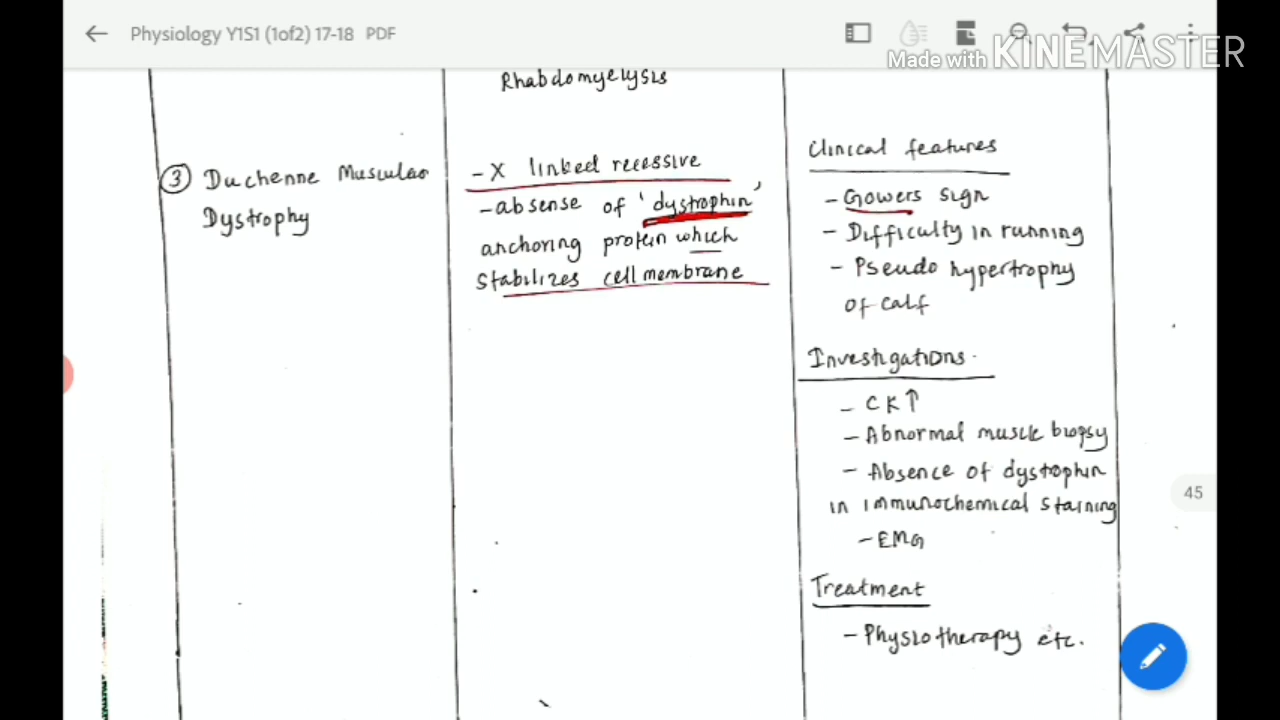 Physiology Y1S1 (1of2) 17-18 PDF
Made with KINEMASTER
Rhabdomyelysis
③ Duchenne Muscular
Dystrophy
- X linked recessive
- absense of 'dystrophin'
anchoring protein which
stabilizes cell membrane
Clinical features
- Gowers sign
- Difficulty in running
- Pseudo hypertrophy
of calf
Investigations.
- CK↑
- Abnormal muscle biopsy
- Absence of dystrophin
in immunochemical staining
- EMG
Treatment
- Physiotherapy etc.
45